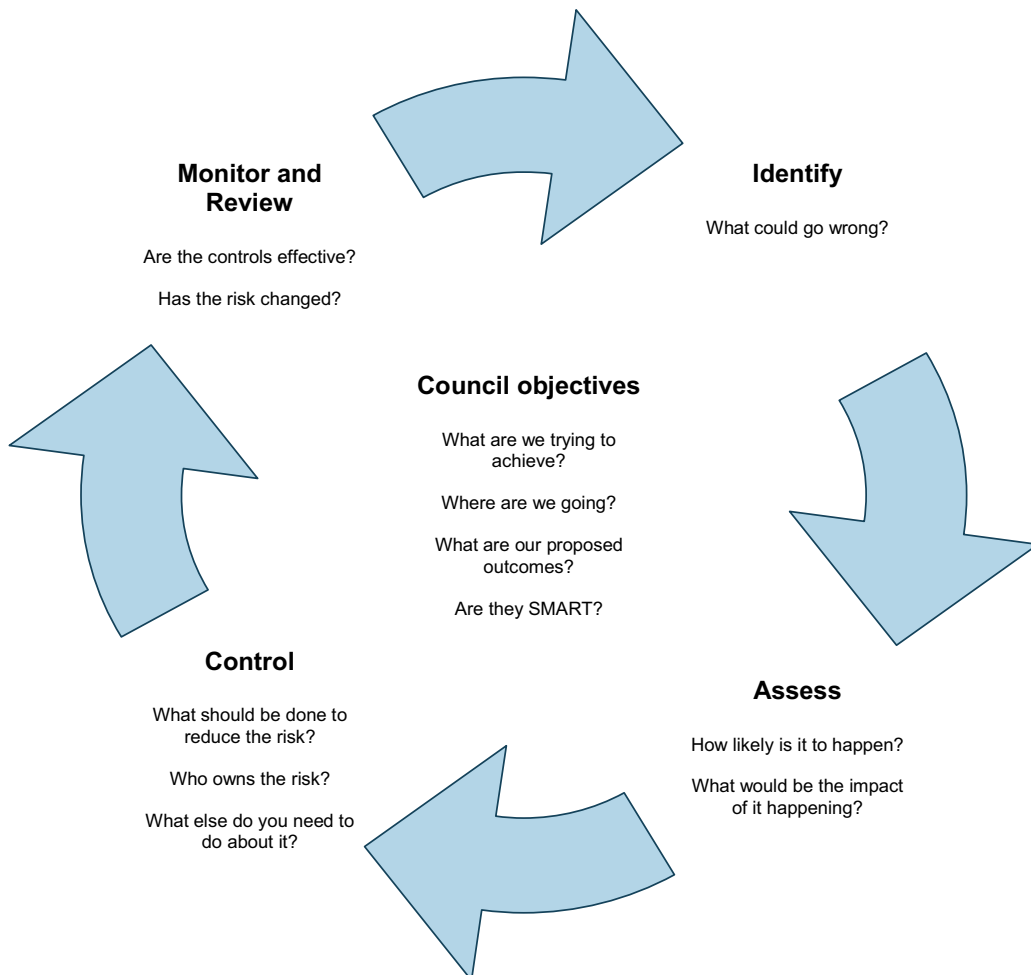 Monitor and
Review
Are the controls effective?
Has the risk changed?
Identify
What could go wrong?
Council objectives
What are we trying to
achieve?
Where are we going?
What are our proposed
outcomes?
Are they SMART?
Control
What should be done to
reduce the risk?
Who owns the risk?
What else do you need to
do about it?
Assess
How likely is it to happen?
What would be the impact
of it happening?